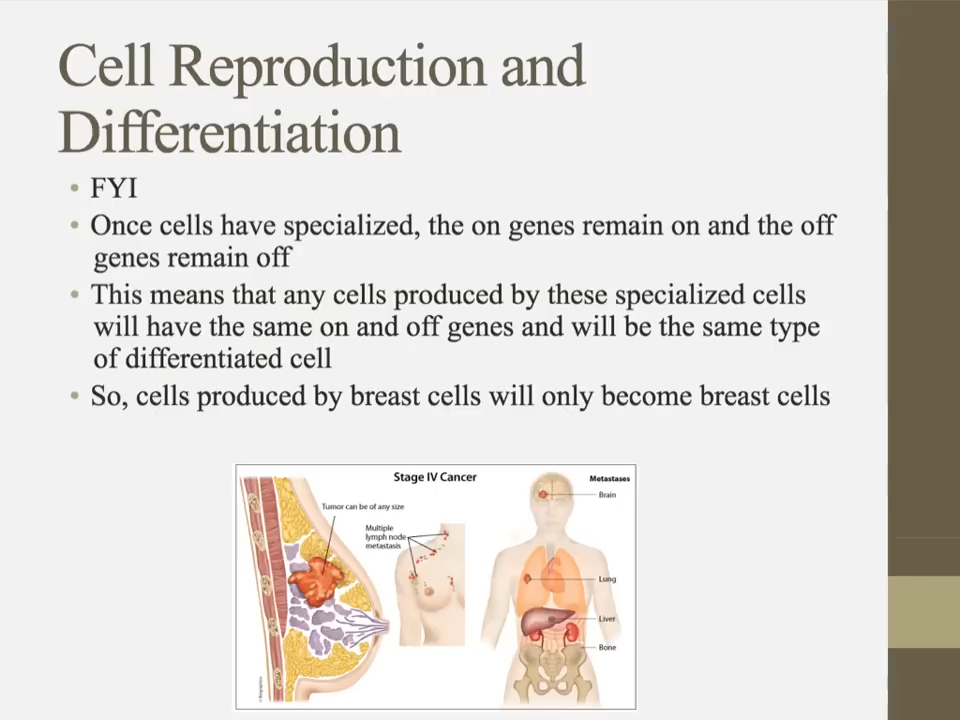 Cell Reproduction and
Differentiation
• FYI
• Once cells have specialized, the on genes remain on and the off
genes remain off
• This means that any cells produced by these specialized cells
will have the same on and off genes and will be the same type
of differentiated cell
• So, cells produced by breast cells will only become breast cells
Stage IV Cancer
Tumor can be of any size
Multiple
lymph node
metastasis
Metastases
Brain
Lung
Liver
Bone